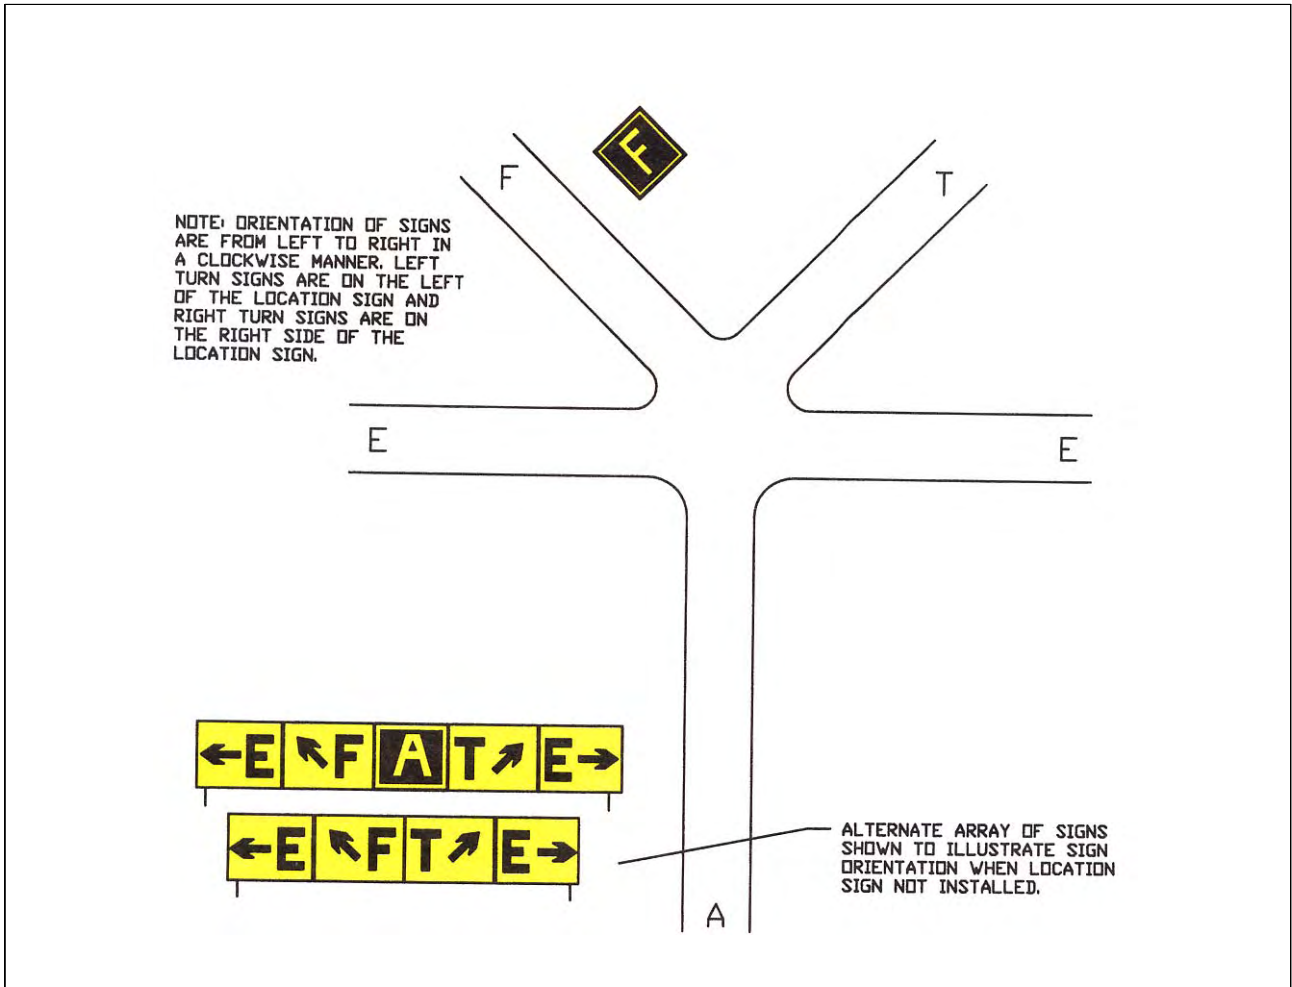 F
F
T
NOTE: ORIENTATION OF SIGNS
ARE FROM LEFT TO RIGHT IN
A CLOCKWISE MANNER. LEFT
TURN SIGNS ARE ON THE LEFT
OF THE LOCATION SIGN AND
RIGHT TURN SIGNS ARE ON
THE RIGHT SIDE OF THE
LOCATION SIGN.
E
E
←E ↖F A T↗ E→
←E ↖F T↗ E→
ALTERNATE ARRAY OF SIGNS
SHOWN TO ILLUSTRATE SIGN
ORIENTATION WHEN LOCATION
SIGN NOT INSTALLED.
A